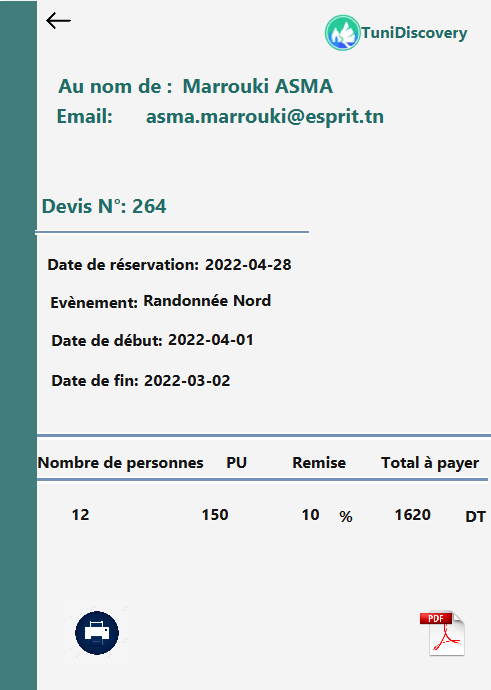 TuniDiscovery
Au nom de : Marrouki ASMA
Email: asma.marrouki@esprit.tn
Devis N°: 264
Date de réservation: 2022-04-28
Evènement: Randonnée Nord
Date de début: 2022-04-01
Date de fin: 2022-03-02
Nombre de personnes PU Remise Total à payer
12 150 10 % 1620 DT
PDF